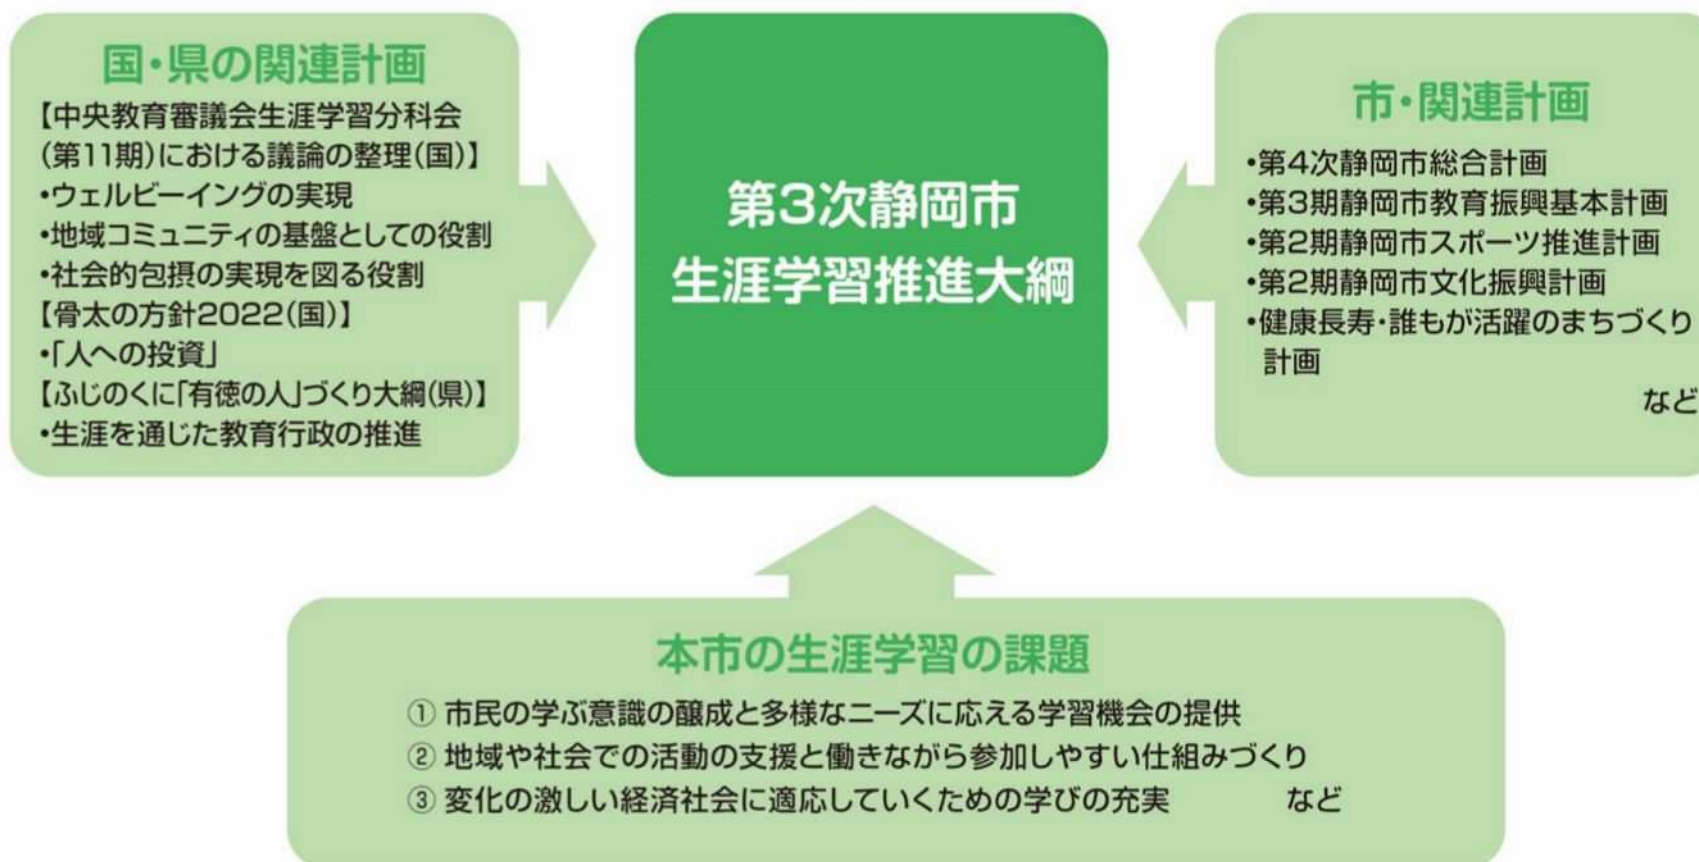 国・県の関連計画
【中央教育審議会生涯学習分科会
(第11期)における議論の整理(国)】
・ウェルビーイングの実現
・地域コミュニティの基盤としての役割
・社会的包摂の実現を図る役割
【骨太の方針2022(国)】
・「人への投資」
【ふじのくに「有徳の人」づくり大綱(県)】
・生涯を通じた教育行政の推進
第3次静岡市
生涯学習推進大綱
市・関連計画
・第4次静岡市総合計画
・第3期静岡市教育振興基本計画
・第2期静岡市スポーツ推進計画
・第2期静岡市文化振興計画
・健康長寿・誰もが活躍のまちづくり
計画
など
本市の生涯学習の課題
① 市民の学ぶ意識の醸成と多様なニーズに応える学習機会の提供
② 地域や社会での活動の支援と働きながら参加しやすい仕組みづくり
③ 変化の激しい経済社会に適応していくための学びの充実 など